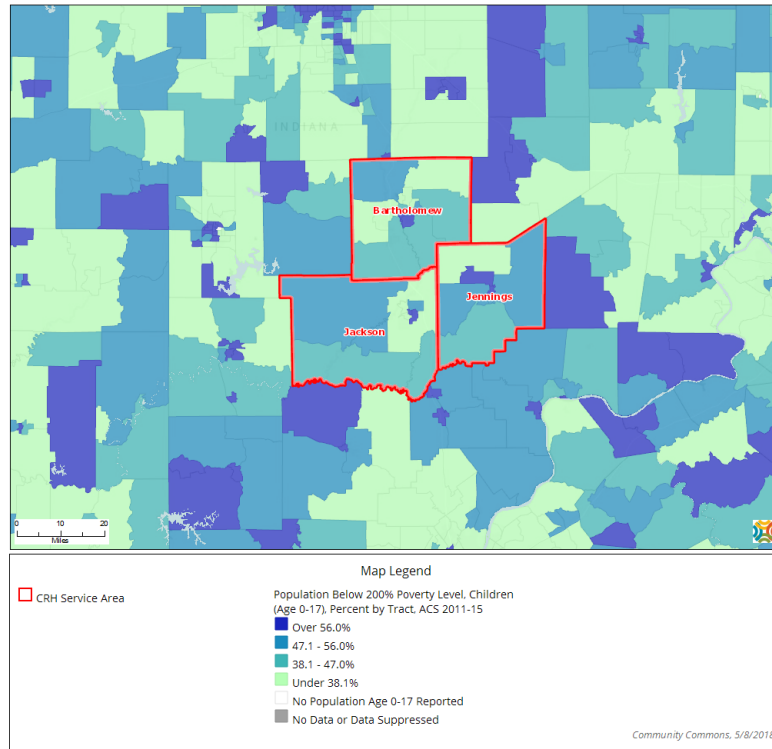 INDIANA
Bartholomew
Jennings
Jackson
0 10 20
Miles
Map Legend
CRH Service Area
Population Below 200% Poverty Level, Children
(Age 0-17), Percent by Tract, ACS 2011-15
Over 56.0%
47.1 - 56.0%
38.1 - 47.0%
Under 38.1%
No Population Age 0-17 Reported
No Data or Data Suppressed
Community Commons, 5/8/2018